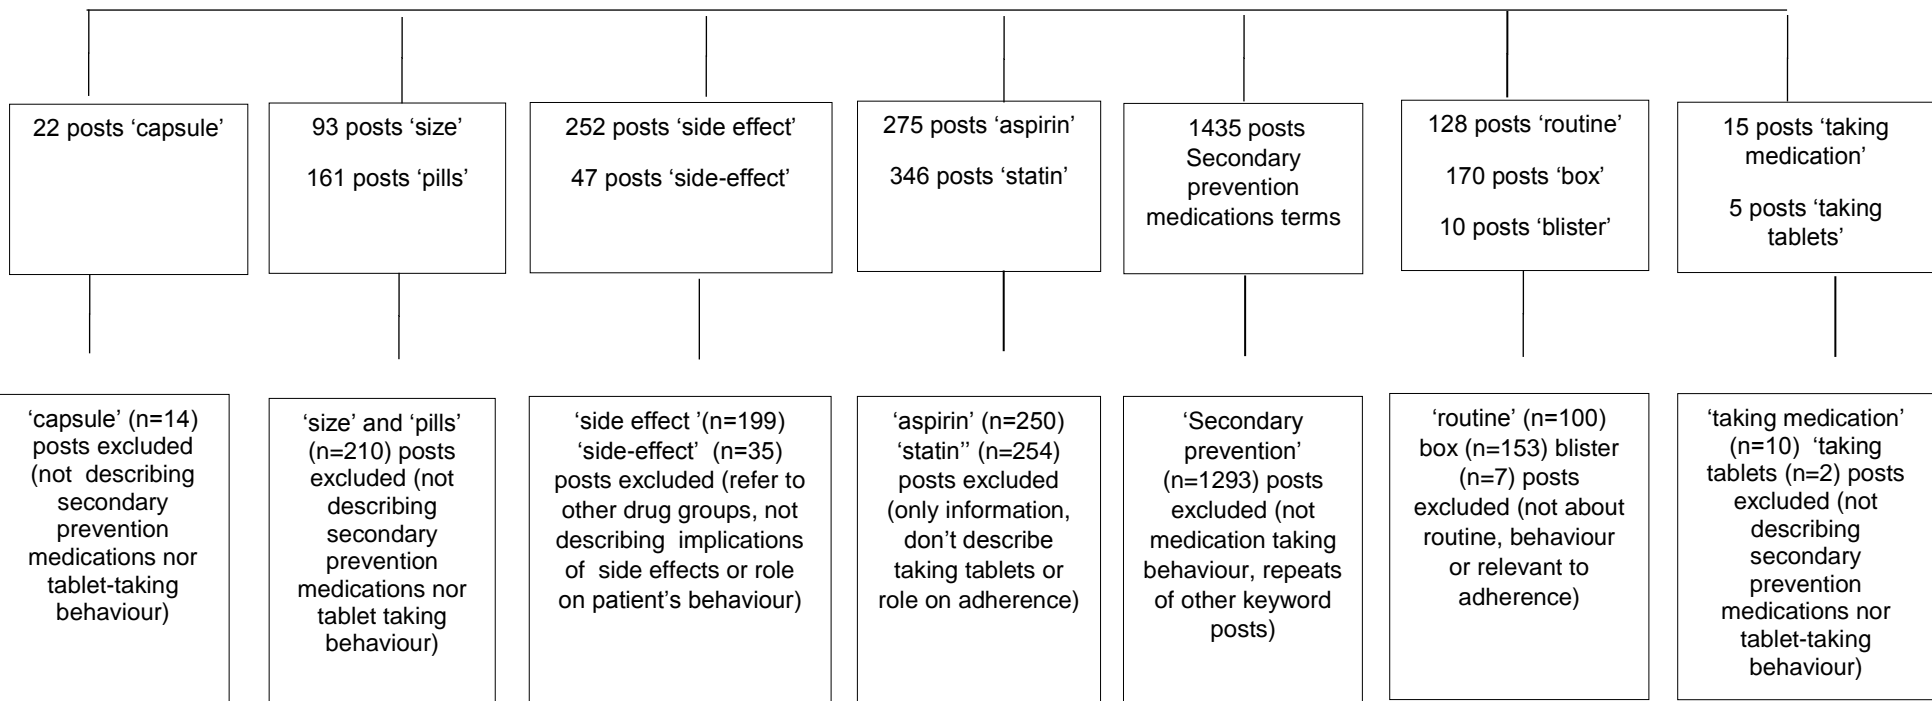 22 posts ‘capsule’
93 posts ‘size’
161 posts ‘pills’
252 posts ‘side effect’
47 posts ‘side-effect’
275 posts ‘aspirin’
346 posts ‘statin’
1435 posts
Secondary
prevention
medications terms
128 posts ‘routine’
170 posts ‘box’
10 posts ‘blister’
15 posts ‘taking
medication’
5 posts ‘taking
tablets’
‘capsule’ (n=14)
posts excluded
(not describing
secondary
prevention
medications nor
tablet-taking
behaviour)
‘size’ and ‘pills’
(n=210) posts
excluded (not
describing
secondary
prevention
medications nor
tablet taking
behaviour)
‘side effect ‘(n=199)
‘side-effect’ (n=35)
posts excluded (refer to
other drug groups, not
describing implications
of side effects or role
on patient’s behaviour)
‘aspirin’ (n=250)
‘statin’’ (n=254)
posts excluded
(only information,
don’t describe
taking tablets or
role on adherence)
‘Secondary
prevention’
(n=1293) posts
excluded (not
medication taking
behaviour, repeats
of other keyword
posts)
‘routine’ (n=100)
box (n=153) blister
(n=7) posts
excluded (not about
routine, behaviour
or relevant to
adherence)
‘taking medication’
(n=10) ‘taking
tablets (n=2) posts
excluded (not
describing
secondary
prevention
medications nor
tablet-taking
behaviour)